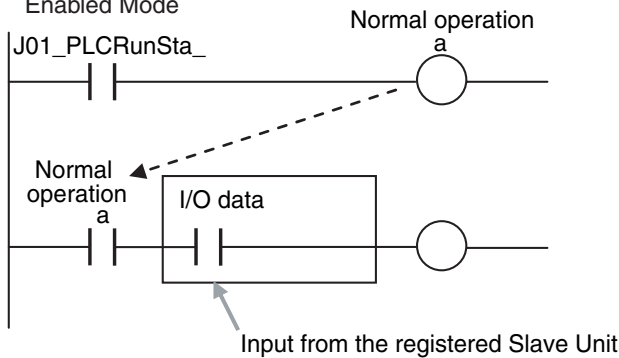 Enabled Mode
Normal operation
a
J01_PLCRunSta_
Normal
operation
a
I/O data
Input from the registered Slave Unit